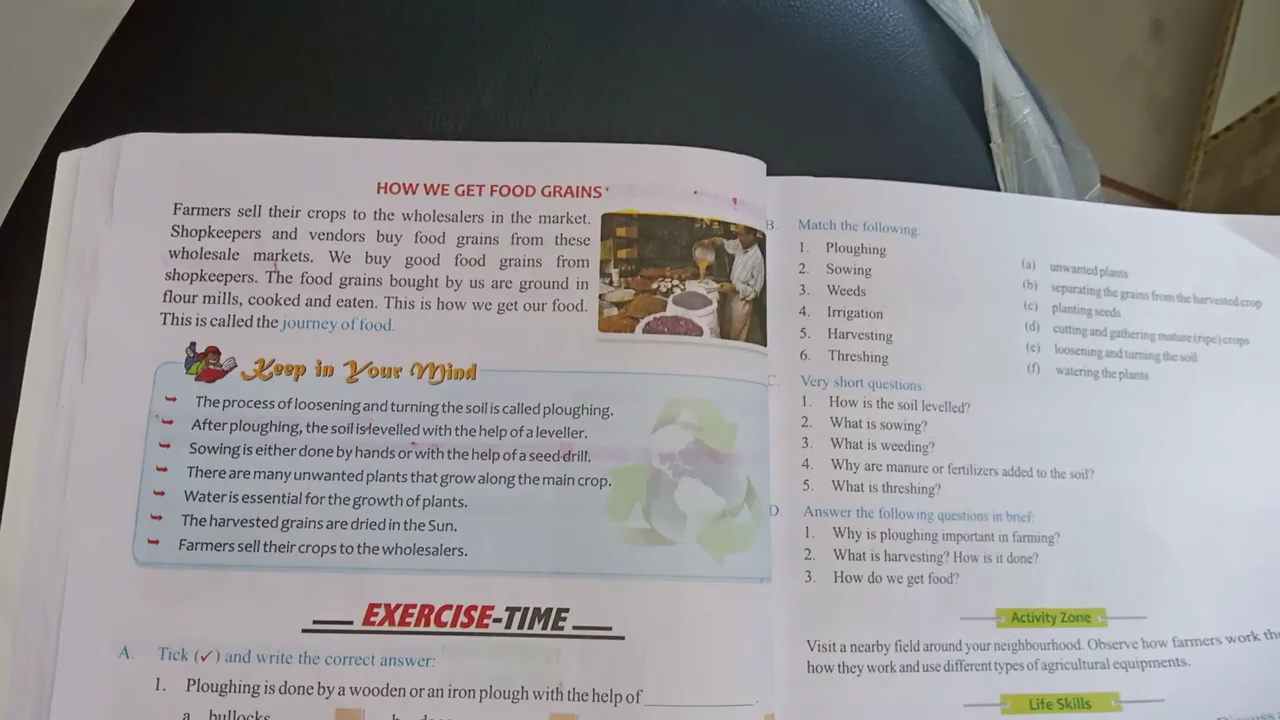 HOW WE GET FOOD GRAINS
Farmers sell their crops to the wholesalers in the market.
Shopkeepers and vendors buy food grains from these
wholesale markets. We buy good food grains from
shopkeepers. The food grains bought by us are ground in
flour mills, cooked and eaten. This is how we get our food.
This is called the journey of food.
Keep in Your Mind
The process of loosening and turning the soil is called ploughing.
After ploughing, the soil is levelled with the help of a leveller.
Sowing is either done by hands or with the help of a seed drill.
There are many unwanted plants that grow along the main crop.
Water is essential for the growth of plants.
The harvested grains are dried in the Sun.
Farmers sell their crops to the wholesalers.
EXERCISE-TIME
A. Tick (✓) and write the correct answer:
1. Ploughing is done by a wooden or an iron plough with the help of ________.
a. bullocks
B. Match the following:
1. Ploughing
2. Sowing
3. Weeds
4. Irrigation
5. Harvesting
6. Threshing
(a) unwanted plants
(b) separating the grains from the harvested crop
(c) planting seeds
(d) cutting and gathering mature (ripe) crops
(e) loosening and turning the soil
(f) watering the plants
C. Very short questions:
1. How is the soil levelled?
2. What is sowing?
3. What is weeding?
4. Why are manure or fertilizers added to the soil?
5. What is threshing?
D. Answer the following questions in brief:
1. Why is ploughing important in farming?
2. What is harvesting? How is it done?
3. How do we get food?
Activity Zone
Visit a nearby field around your neighbourhood. Observe how farmers work
how they work and use different types of agricultural equipments.
Life Skills